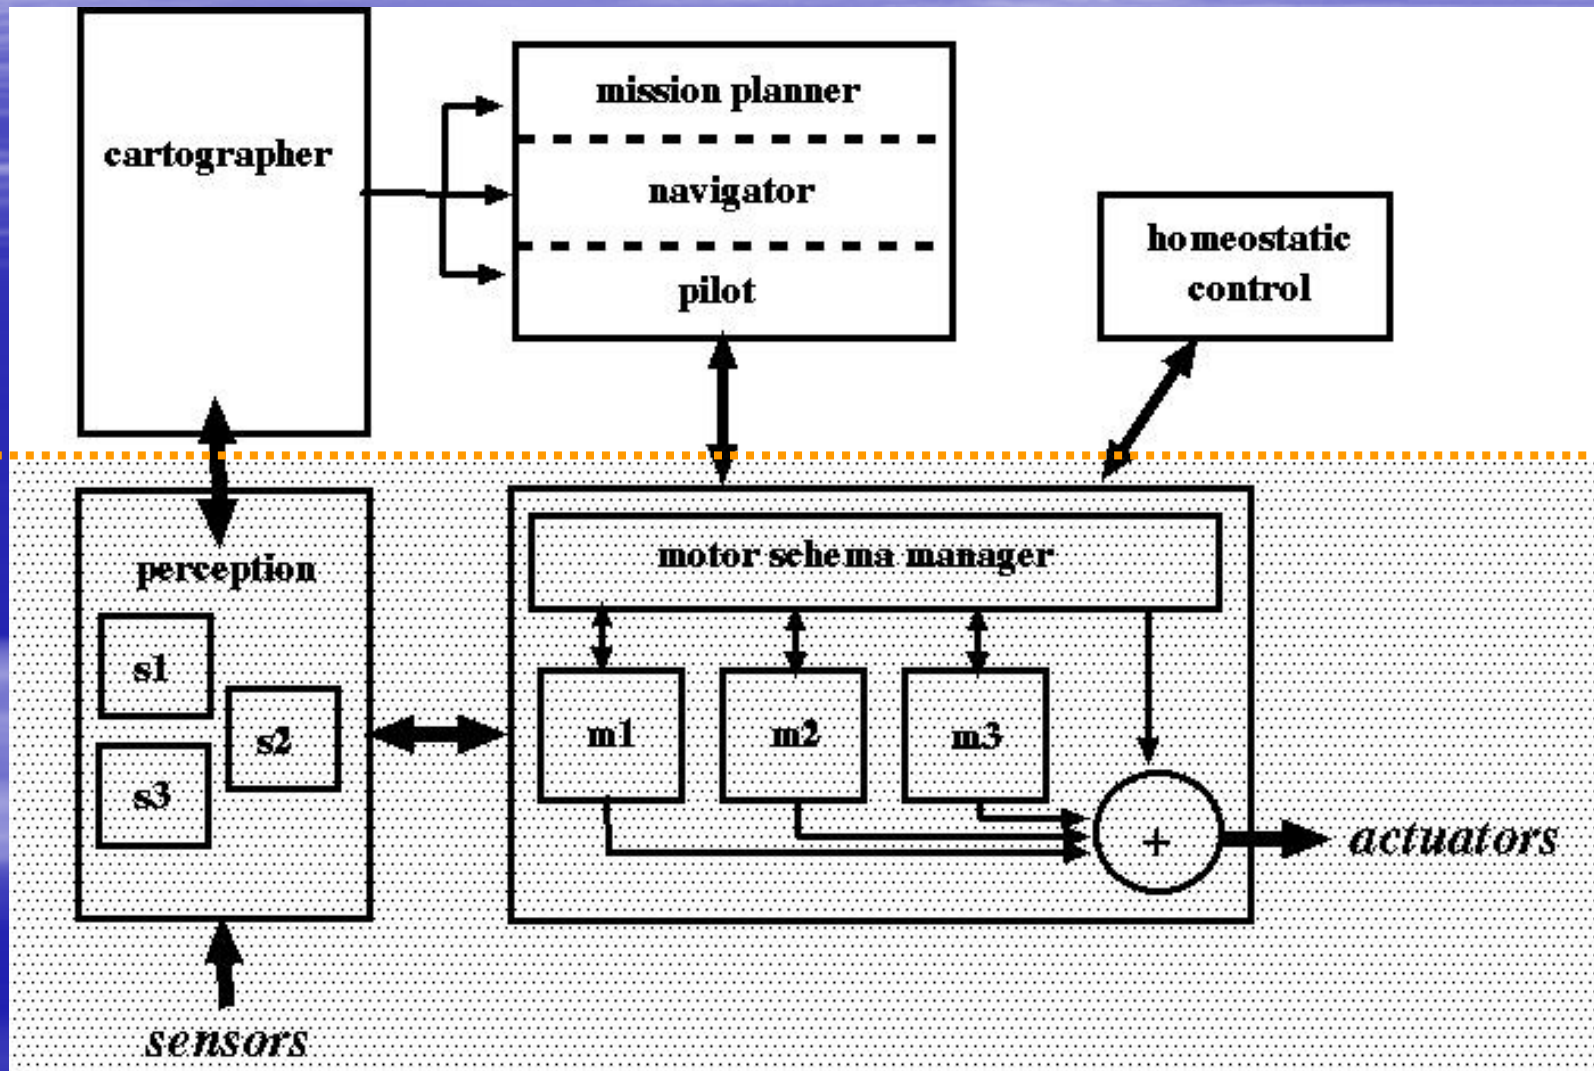 cartographer
mission planner
navigator
pilot
homeostatic
control
perception
s1
s2
s3
motor schema manager
m1
m2
m3
+
actuators
sensors